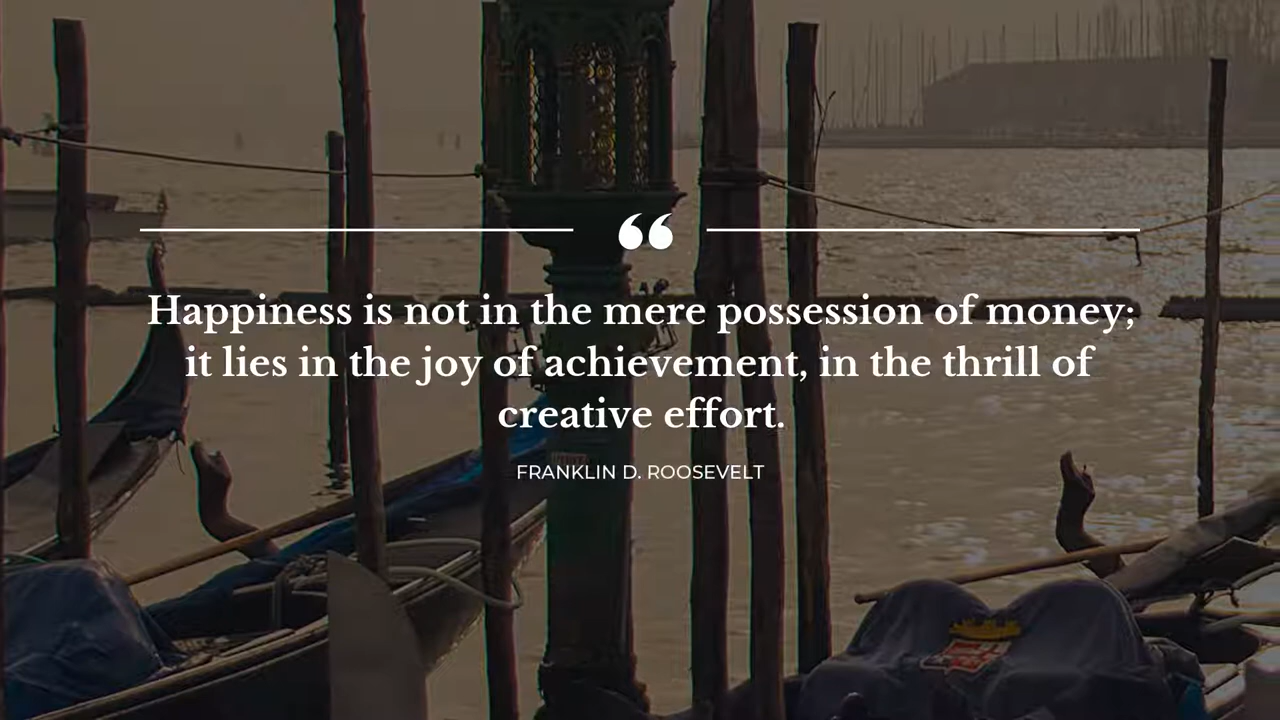 ❝
Happiness is not in the mere possession of money;
it lies in the joy of achievement, in the thrill of
creative effort.
FRANKLIN D. ROOSEVELT